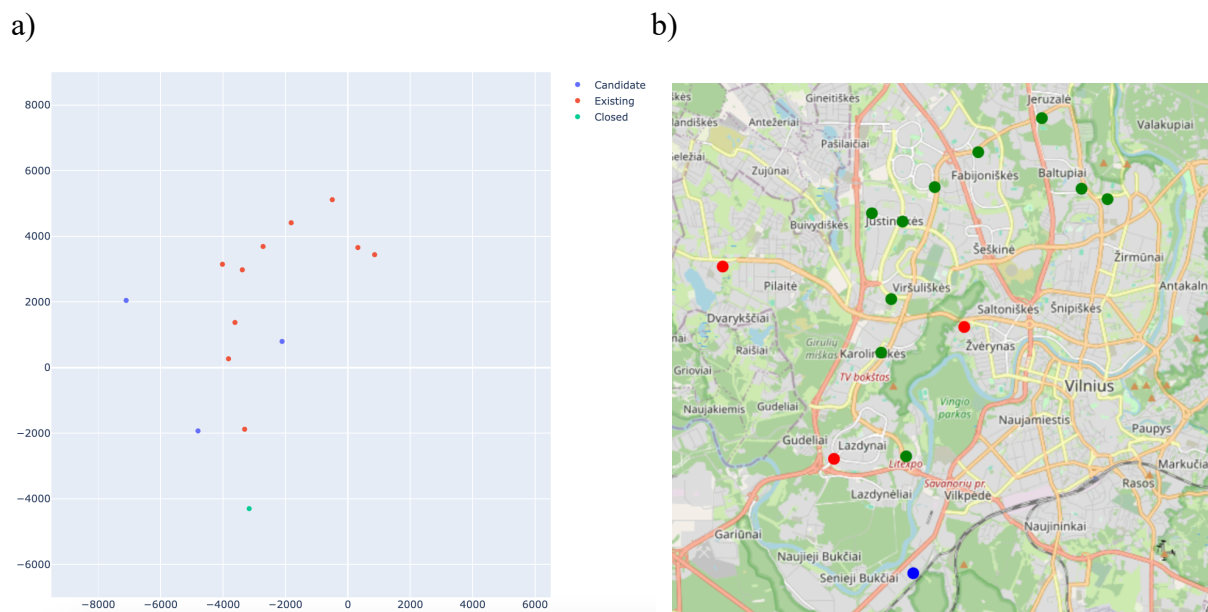 a)
Candidate
Existing
Closed
8000
6000
4000
2000
0
−2000
−4000
−6000
−8000
−6000
−4000
−2000
0
2000
4000
6000
b)
Jeruzalė
Gineitiškės
Antežeriai
Valakupiai
Pašilaičiai
Zujūnai
Fabijoniškės
Baltupiai
Buivydiškės
Justiniškės
Šeškinė
Žirmūnai
Pilaitė
Viršuliškės
Antakaln
Dvarykščiai
Saltoniškės
Šnipiškės
Raišiai
Girulių
miškas
Karoliniškės
Žvėrynas
Grioviai
TV bokštas
Vilnius
Naujakiemis
Gudeliai
Vingio
parkas
Naujamiestis
Paupys
Gudeliai
Lazdynai
Litexpo
Markučia
Savanorių pr.
Rasos
Lazdynėliai
Vilkpėdė
Gariūnai
Naujininkai
Naujieji Bukčiai
Senieji Bukčiai